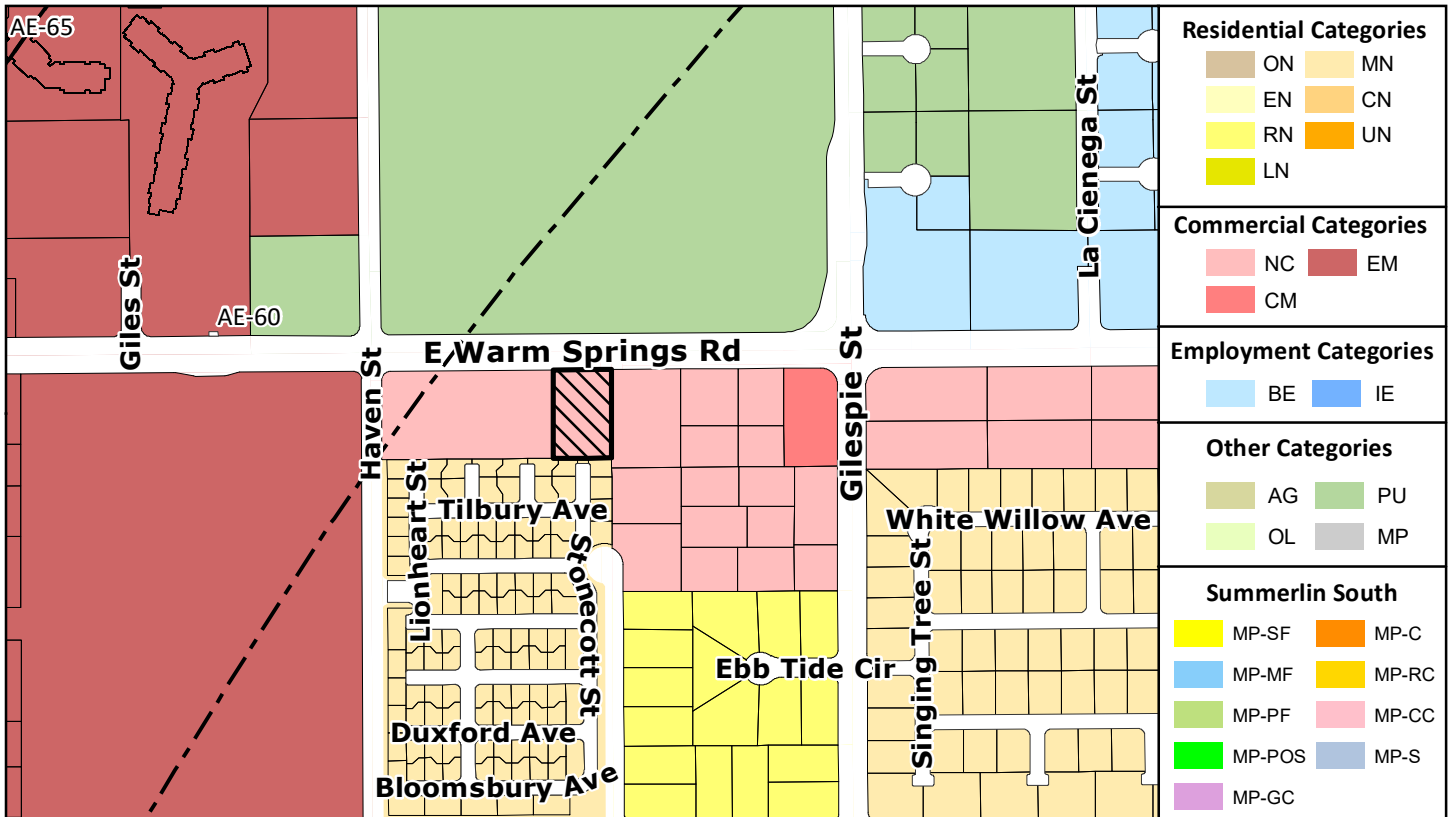 AE-65
La Cienega St
Giles St
AE-60
E Warm Springs Rd
Haven St
Gillespie St
Lionheart St
Tilbury Ave
White Willow Ave
Stonecott St
Singing Tree St
Ebb Tide Cir
Duxford Ave
Bloomsbury Ave
Residential Categories
ON MN
EN CN
RN UN
LN
Commercial Categories
NC EM
CM
Employment Categories
BE IE
Other Categories
AG PU
OL MP
Summerlin South
MP-SF MP-C
MP-MF MP-RC
MP-PF MP-CC
MP-POS MP-S
MP-GC